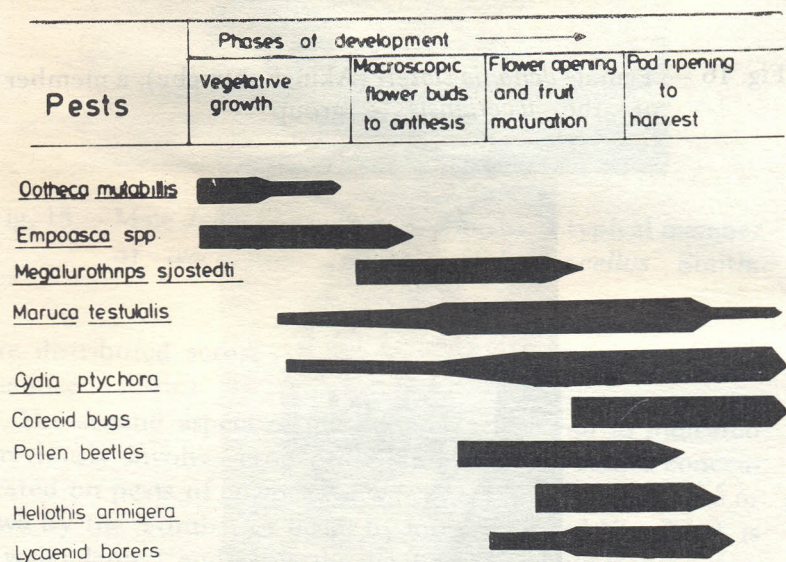 Phases of development
Pests
Vegetative
growth
Macroscopic
flower buds
to anthesis
Flower opening
and fruit
maturation
Pod ripening
to
harvest
Ootheca mutabillis
Empoasca spp.
Megalurothrips sjostedti
Maruca testulalis
Cydia ptychora
Coreoid bugs
Pollen beetles
Heliothis armigera
Lycaenid borers